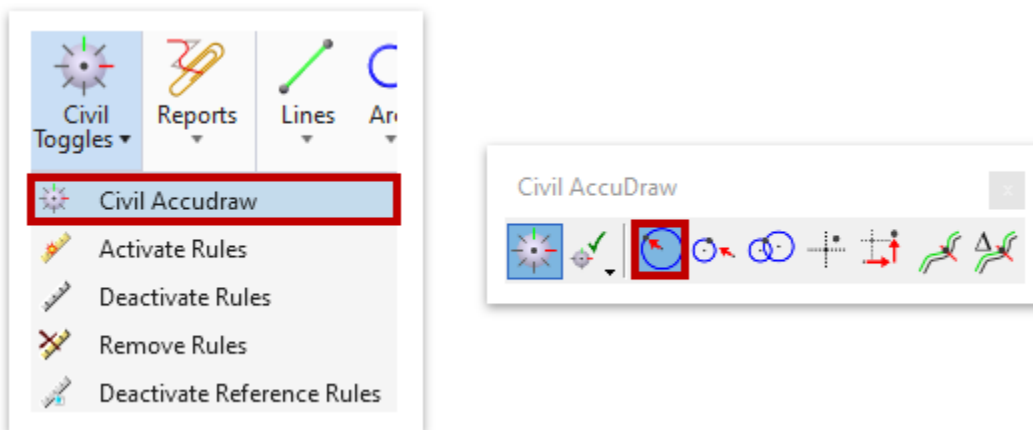 Civil
Toggles
Reports
Lines
Civil Accudraw
Activate Rules
Deactivate Rules
Remove Rules
Deactivate Reference Rules
Civil AccuDraw
x